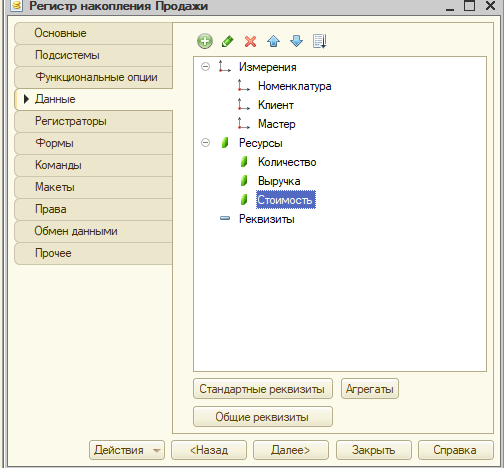 Регистр накопления Продажи
Основные
Подсистемы
Функциональные опции
Данные
Регистраторы
Формы
Команды
Макеты
Права
Обмен данными
Прочее
Измерения
Номенклатура
Клиент
Мастер
Ресурсы
Количество
Выручка
Стоимость
Реквизиты
Стандартные реквизиты
Агрегаты
Общие реквизиты
Действия
<Назад
Далее>
Закрыть
Справка